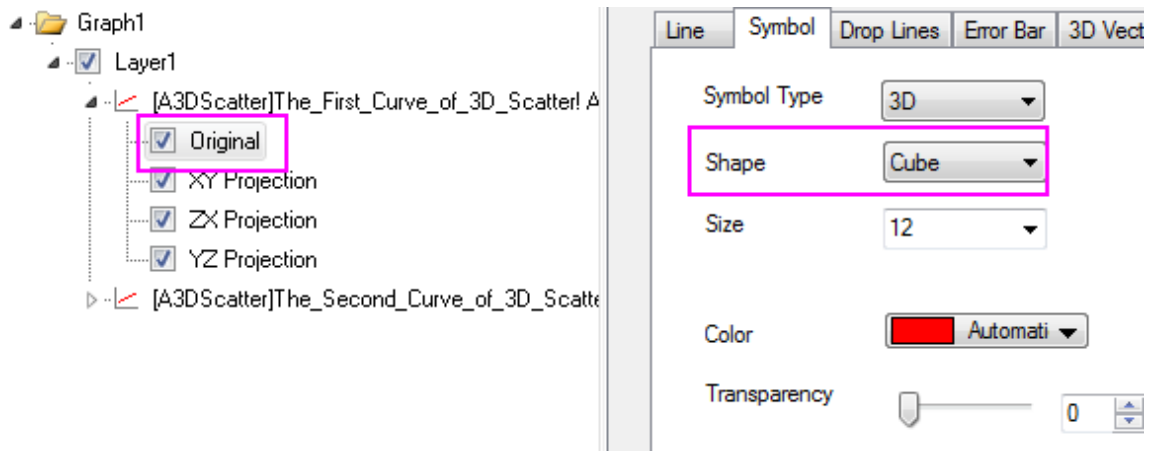 Graph1
Layer1
[A3DScatter]The_First_Curve_of_3D_Scatter! A
Original
XY Projection
ZX Projection
YZ Projection
[A3DScatter]The_Second_Curve_of_3D_Scatte
Line Symbol Drop Lines Error Bar 3D Vect
Symbol Type 3D
Shape Cube
Size 12
Color Automati
Transparency 0